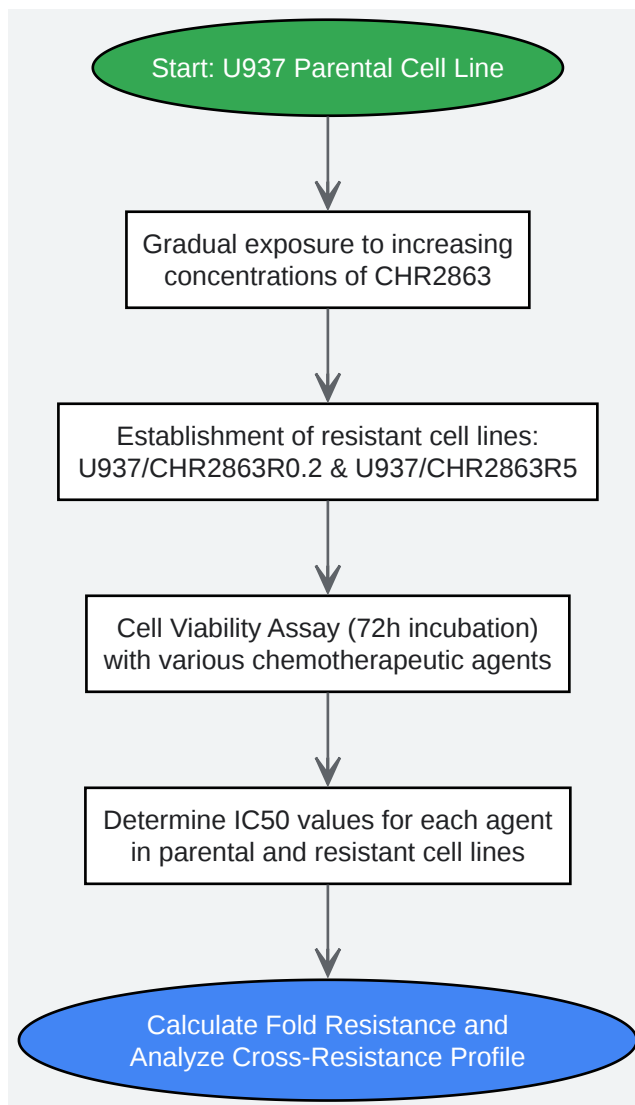 Start: U937 Parental Cell Line
Gradual exposure to increasing
concentrations of CHR2863
Establishment of resistant cell lines:
U937/CHR2863R0.2 & U937/CHR2863R5
Cell Viability Assay (72h incubation)
with various chemotherapeutic agents
Determine IC50 values for each agent
in parental and resistant cell lines
Calculate Fold Resistance and
Analyze Cross-Resistance Profile